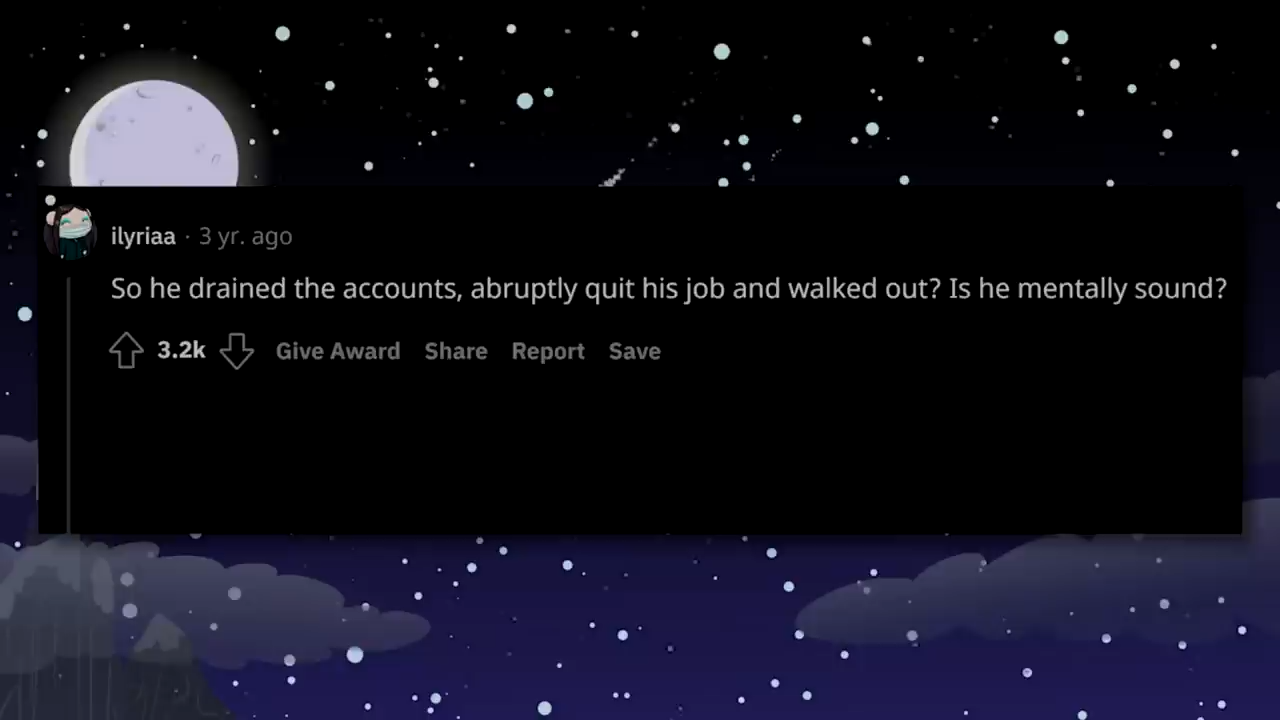 ilyriaa · 3 yr. ago
So he drained the accounts, abruptly quit his job and walked out? Is he mentally sound?
3.2k Give Award Share Report Save